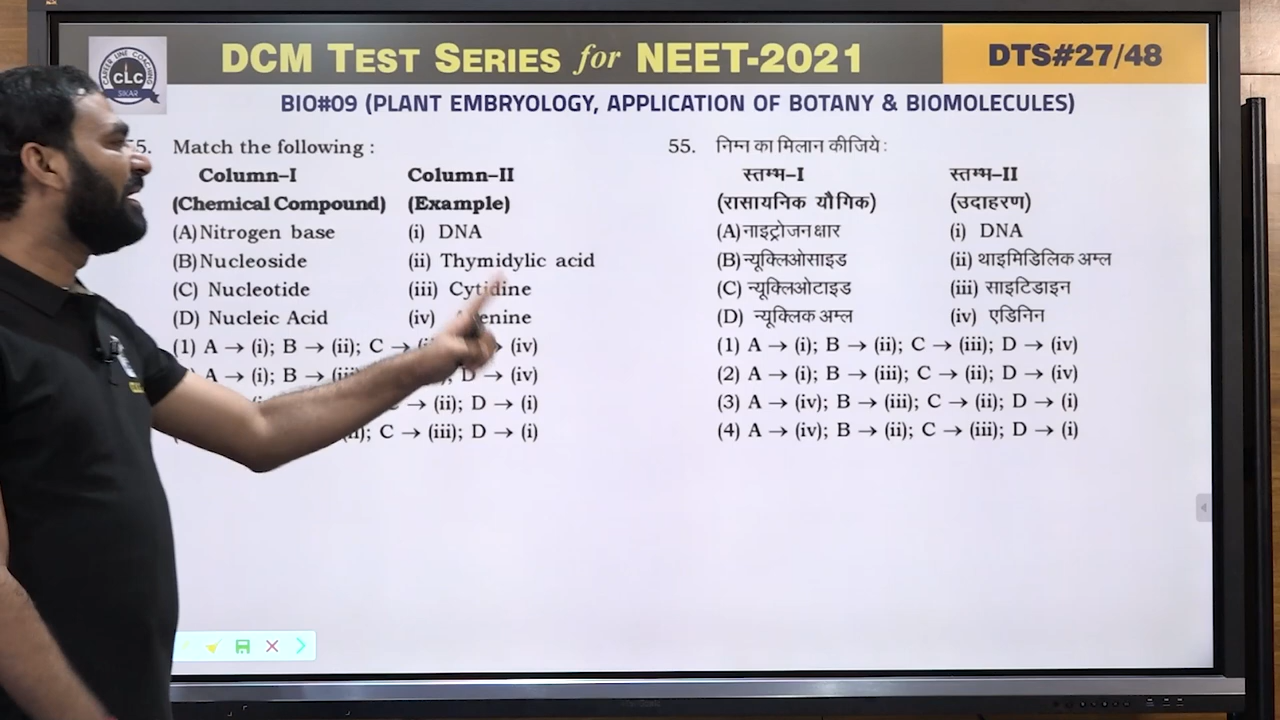 DCM TEST SERIES for NEET-2021
DTS#27/48
CAREER LINE COACHING
CLC
SIKAR
BIO#09 (PLANT EMBRYOLOGY, APPLICATION OF BOTANY & BIOMOLECULES)
Match the following :
Column–I Column–II
(Chemical Compound) (Example)
(A) Nitrogen base (i) DNA
(B) Nucleoside (ii) Thymidylic acid
(C) Nucleotide (iii) Cytidine
(D) Nucleic Acid (iv)
(1) A → (i); B → (ii); C → (iv)
A → (i); B → D → (iv)
→ (ii); D → (i)
C → (iii); D → (i)
55. निम्न का मिलान कीजिये :
स्तम्भ–I स्तम्भ–II
(रासायनिक यौगिक) (उदाहरण)
(A) नाइट्रोजन क्षार (i) DNA
(B) न्यूक्लिओसाइड (ii) थाइमिडिलिक अम्ल
(C) न्यूक्लिओटाइड (iii) साइटिडाइन
(D) न्यूक्लिक अम्ल (iv) एडिनिन
(1) A → (i); B → (ii); C → (iii); D → (iv)
(2) A → (i); B → (iii); C → (ii); D → (iv)
(3) A → (iv); B → (iii); C → (ii); D → (i)
(4) A → (iv); B → (ii); C → (iii); D → (i)